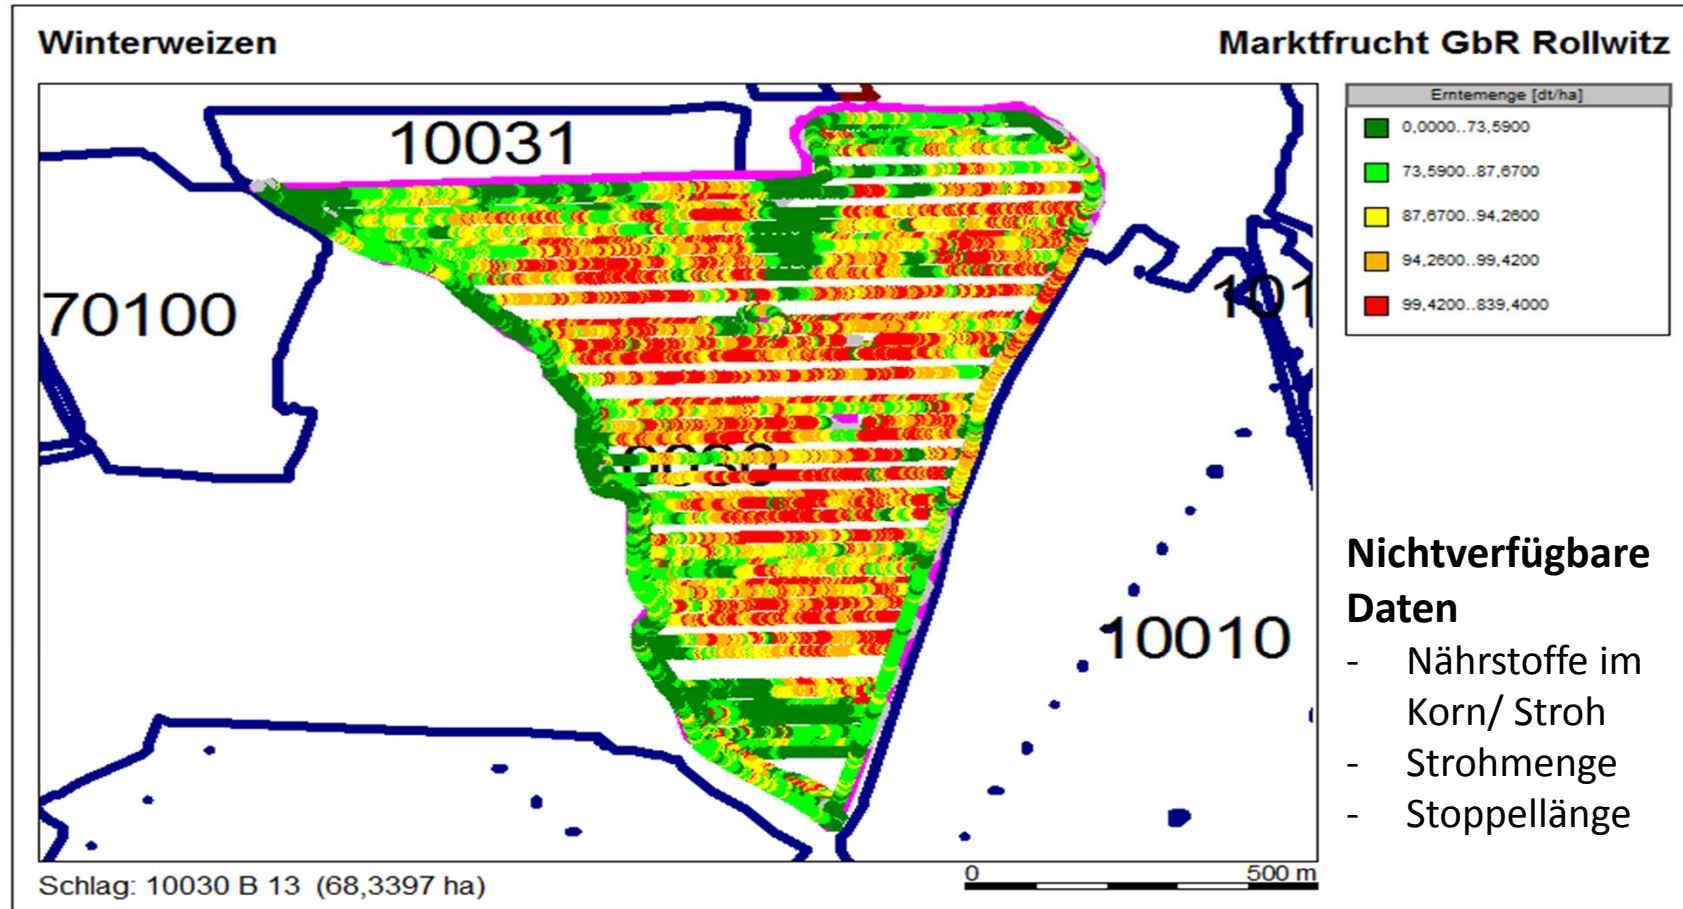 Winterweizen
Marktfrucht GbR Rollwitz
Erntemenge [dt/ha]
0,0000..73,5900
73,5900..87,6700
87,6700..94,2600
94,2600..99,4200
99,4200..839,4000
10031
70100
101
0030
10010
Nichtverfügbare
Daten
- Nährstoffe im
Korn/ Stroh
- Strohmenge
- Stoppellänge
Schlag: 10030 B 13 (68,3397 ha)
0 500 m